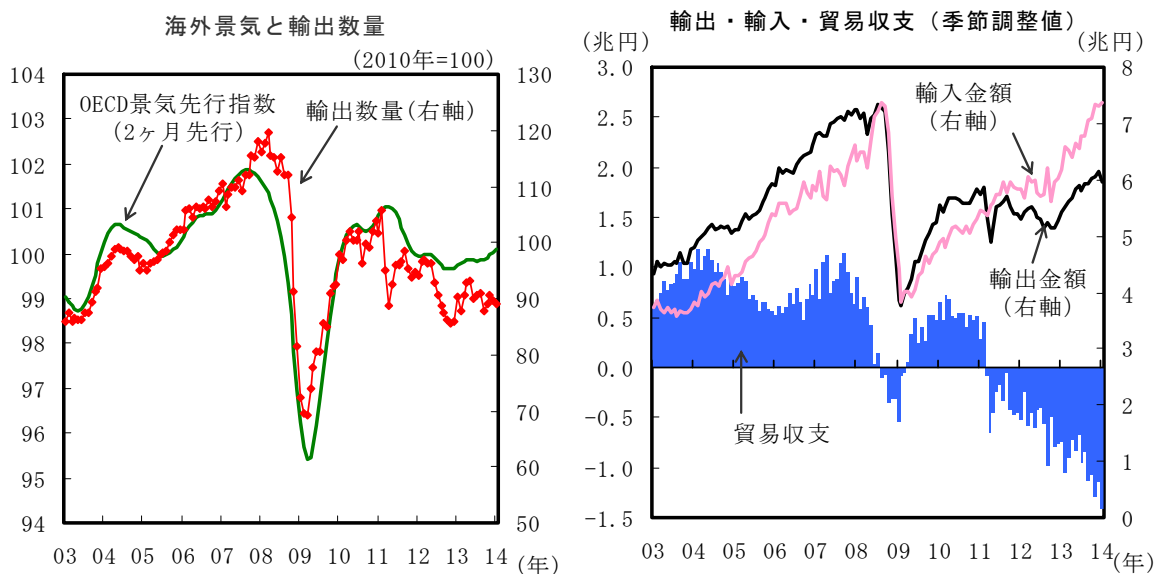 海外景気と輸出数量
(2010年=100)
104
103
102
101
100
99
98
97
96
95
94
130
120
110
100
90
80
70
60
50
OECD景気先行指数
(2ヶ月先行)
輸出数量(右軸)
03 04 05 06 07 08 09 10 11 12 13 14
(年)
輸出・輸入・貿易収支（季節調整値）
(兆円)
(兆円)
3.0
2.5
2.0
1.5
1.0
0.5
0.0
-0.5
-1.0
-1.5
8
7
6
5
4
3
2
1
0
輸入金額
(右軸)
輸出金額
(右軸)
貿易収支
03 04 05 06 07 08 09 10 11 12 13 14
(年)